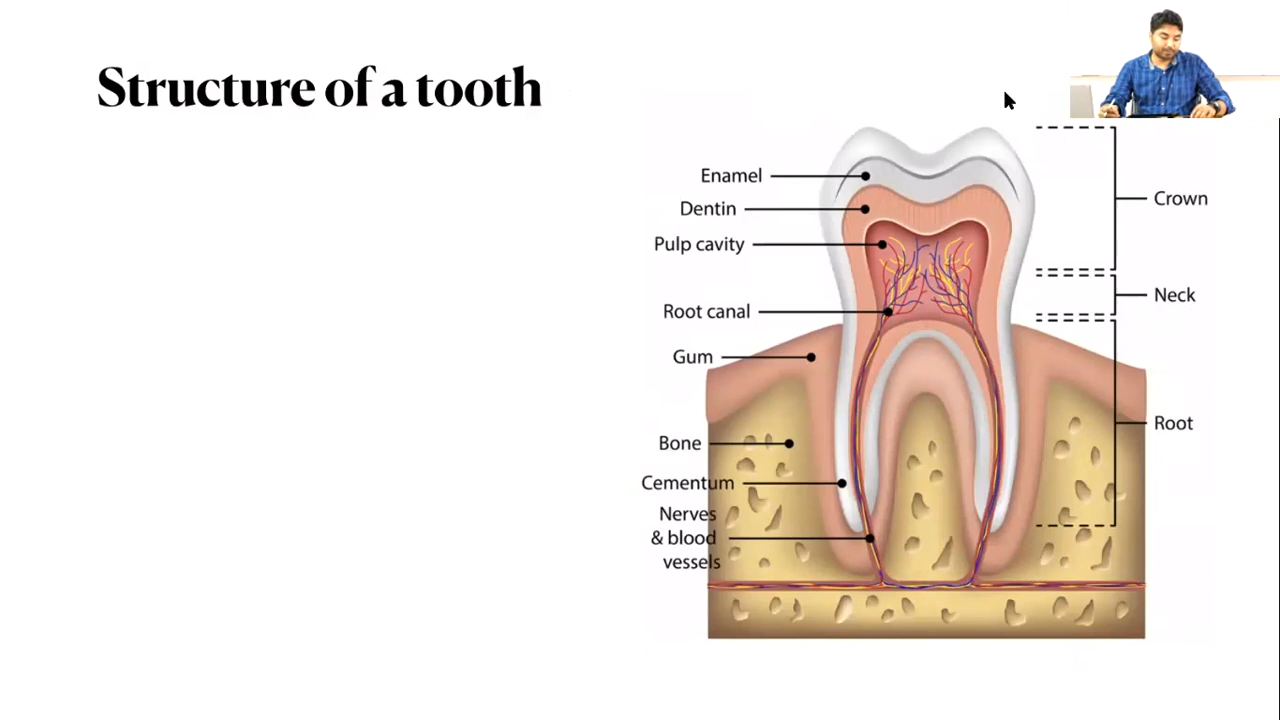 Structure of a tooth
Enamel
Dentin
Pulp cavity
Root canal
Gum
Bone
Cementum
Nerves
& blood
vessels
Crown
Neck
Root